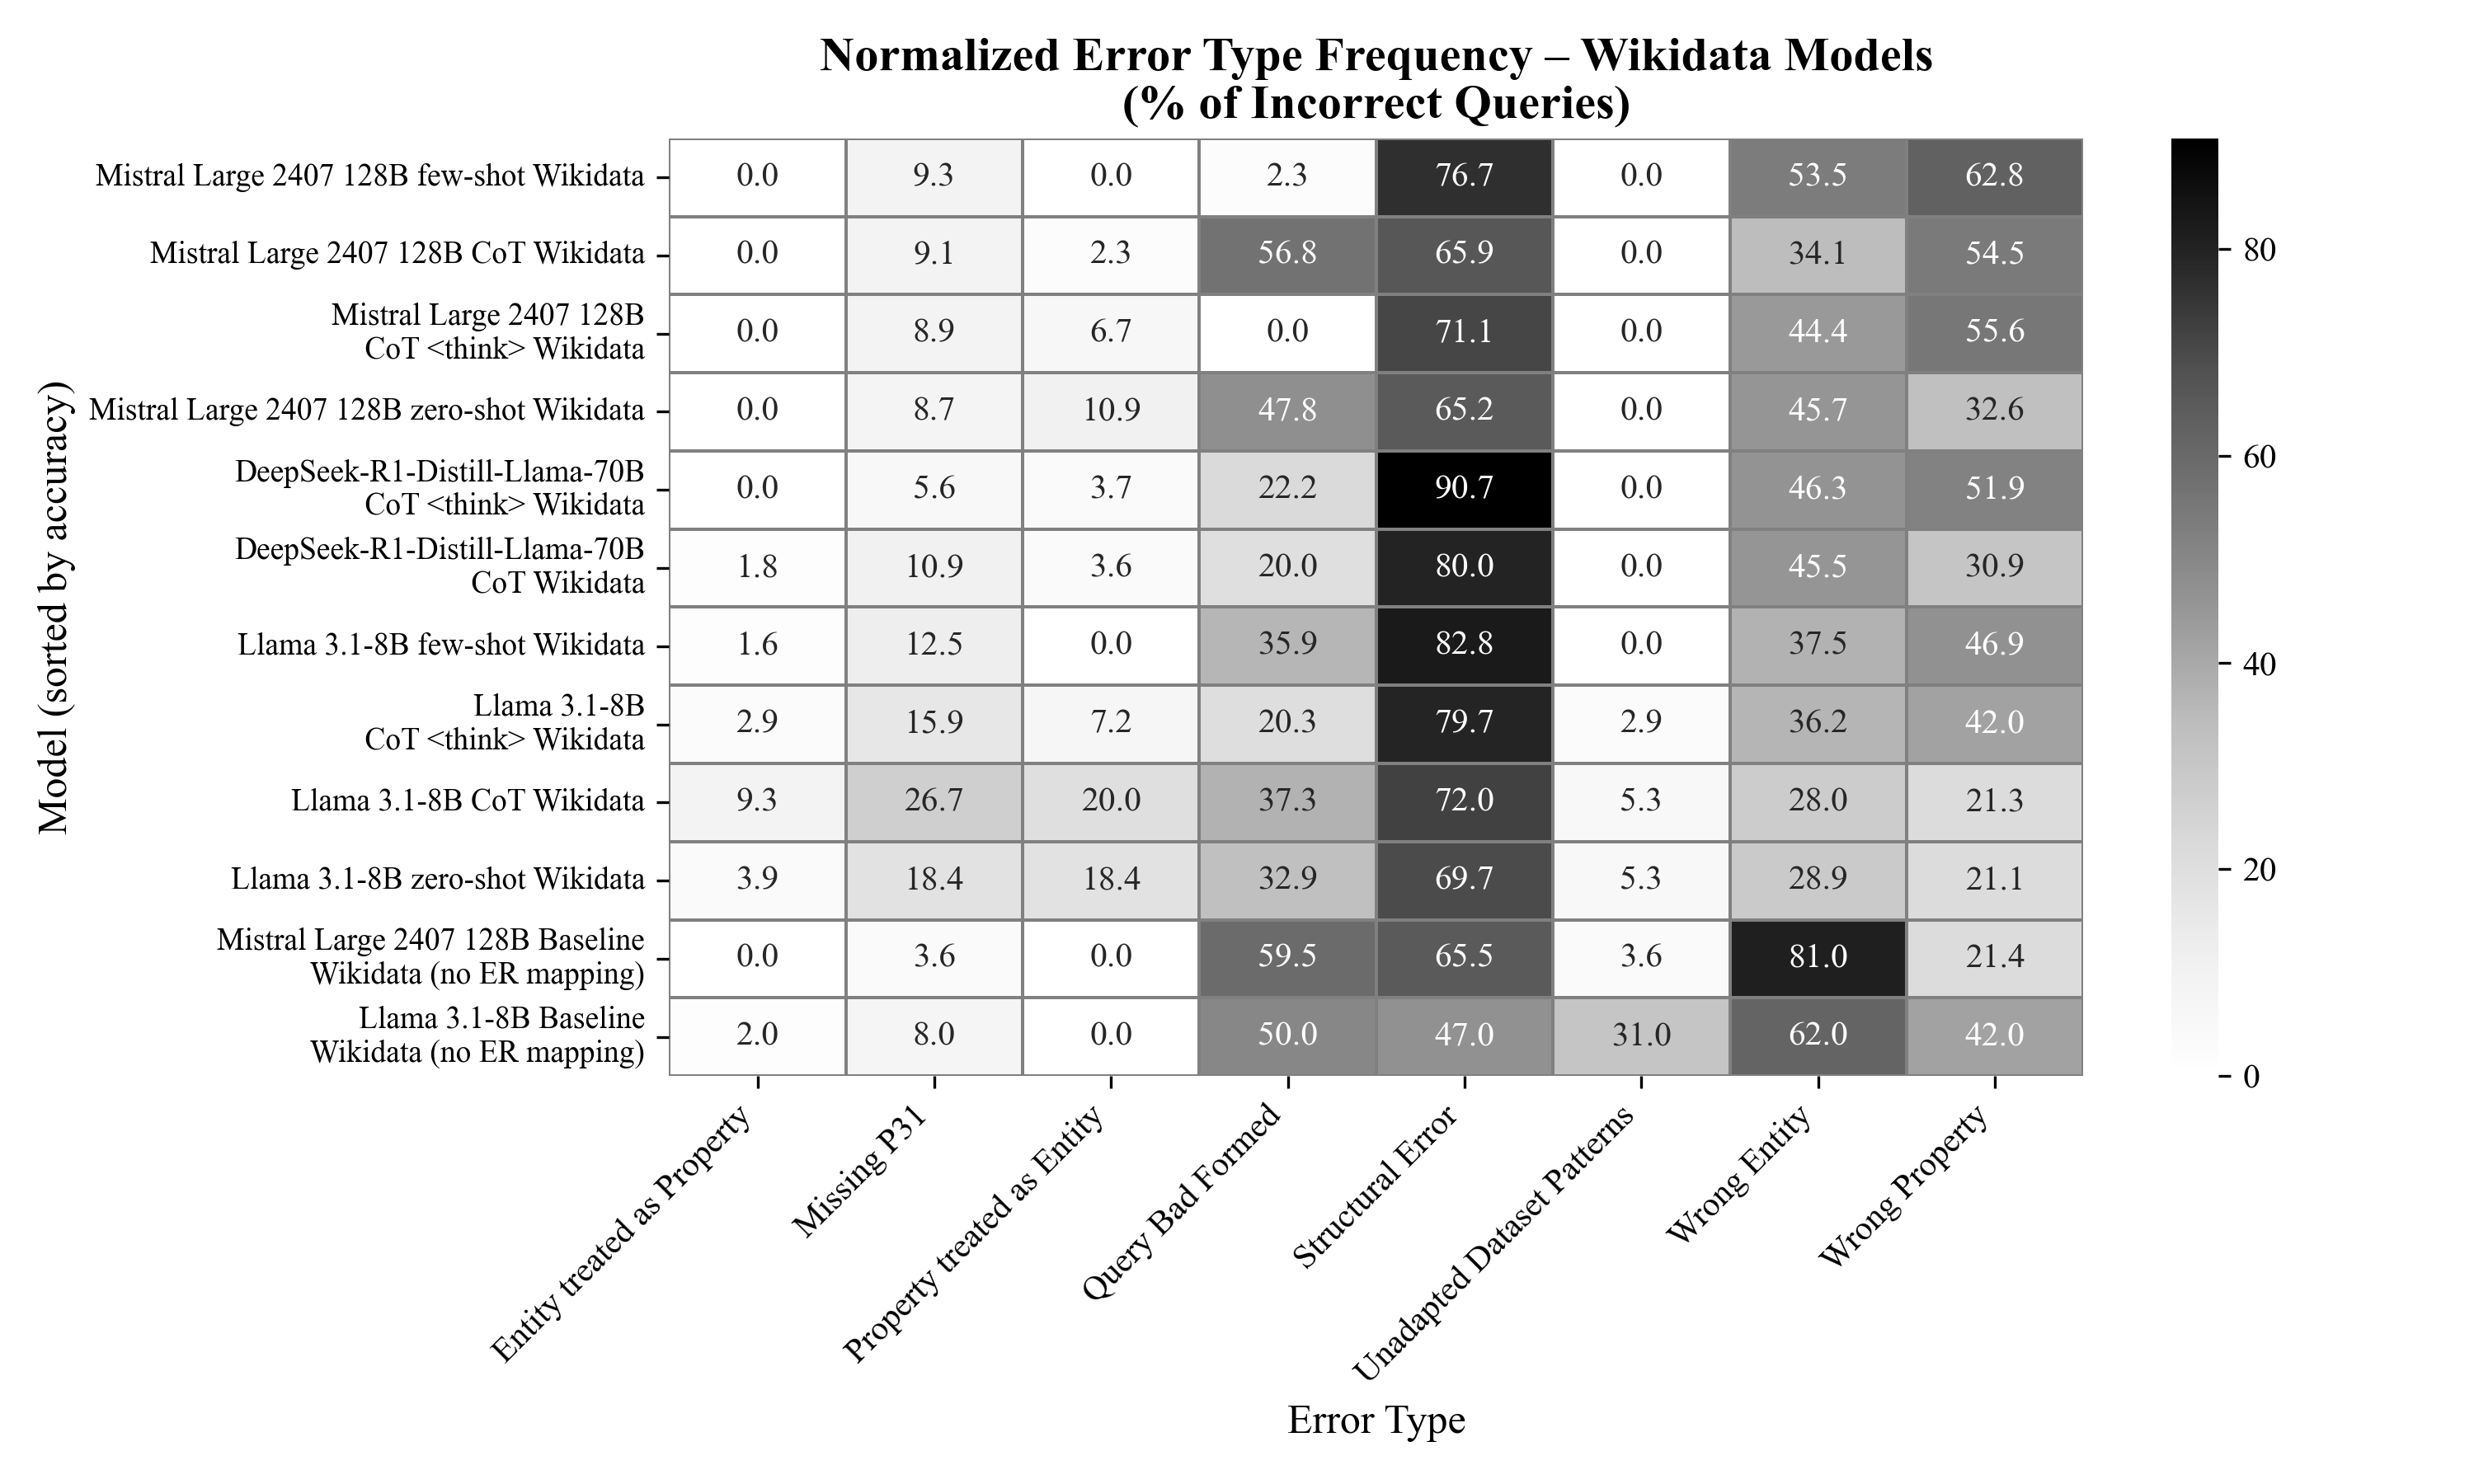 Normalized Error Type Frequency – Wikidata Models
(% of Incorrect Queries)
Model (sorted by accuracy)
Mistral Large 2407 128B few-shot Wikidata 0.0 9.3 0.0 2.3 76.7 0.0 53.5 62.8
Mistral Large 2407 128B CoT Wikidata 0.0 9.1 2.3 56.8 65.9 0.0 34.1 54.5
Mistral Large 2407 128B
CoT <think> Wikidata 0.0 8.9 6.7 0.0 71.1 0.0 44.4 55.6
Mistral Large 2407 128B zero-shot Wikidata 0.0 8.7 10.9 47.8 65.2 0.0 45.7 32.6
DeepSeek-R1-Distill-Llama-70B
CoT <think> Wikidata 0.0 5.6 3.7 22.2 90.7 0.0 46.3 51.9
DeepSeek-R1-Distill-Llama-70B
CoT Wikidata 1.8 10.9 3.6 20.0 80.0 0.0 45.5 30.9
Llama 3.1-8B few-shot Wikidata 1.6 12.5 0.0 35.9 82.8 0.0 37.5 46.9
Llama 3.1-8B
CoT <think> Wikidata 2.9 15.9 7.2 20.3 79.7 2.9 36.2 42.0
Llama 3.1-8B CoT Wikidata 9.3 26.7 20.0 37.3 72.0 5.3 28.0 21.3
Llama 3.1-8B zero-shot Wikidata 3.9 18.4 18.4 32.9 69.7 5.3 28.9 21.1
Mistral Large 2407 128B Baseline
Wikidata (no ER mapping) 0.0 3.6 0.0 59.5 65.5 3.6 81.0 21.4
Llama 3.1-8B Baseline
Wikidata (no ER mapping) 2.0 8.0 0.0 50.0 47.0 31.0 62.0 42.0
80
60
40
20
0
Entity treated as Property
Missing P31
Property treated as Entity
Query Bad Formed
Structural Error
Unadapted Dataset Patterns
Wrong Entity
Wrong Property
Error Type